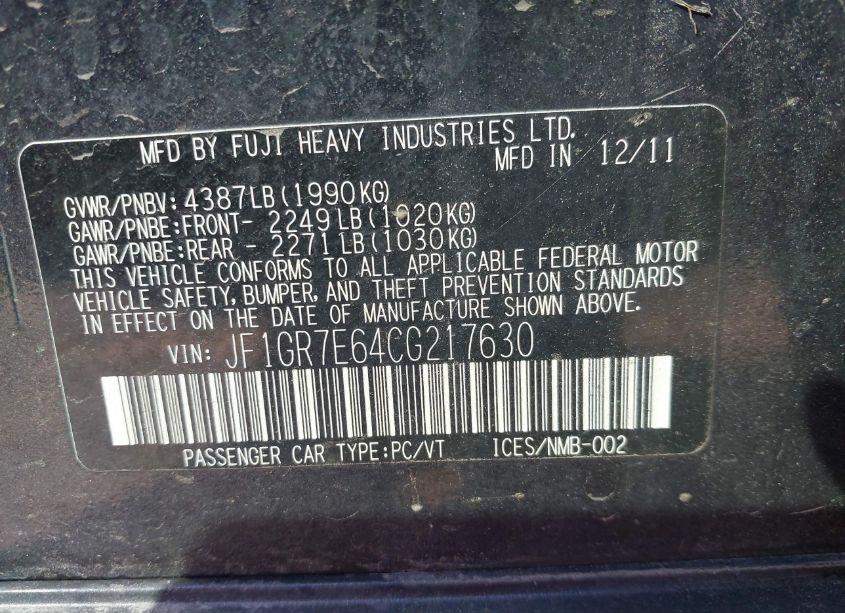 MFD BY FUJI HEAVY INDUSTRIES LTD.
MFD IN 12/11
GVWR/PNBV: 4387LB(1990KG)
GAWR/PNBE:FRONT- 2249LB(1020KG)
GAWR/PNBE:REAR - 2271LB(1030KG)
THIS VEHICLE CONFORMS TO ALL APPLICABLE FEDERAL MOTOR
VEHICLE SAFETY, BUMPER, AND THEFT PREVENTION STANDARDS
IN EFFECT ON THE DATE OF MANUFACTURE SHOWN ABOVE.
VIN: JF1GR7E64CG217630
PASSENGER CAR TYPE:PC/VT ICES/NMB-002